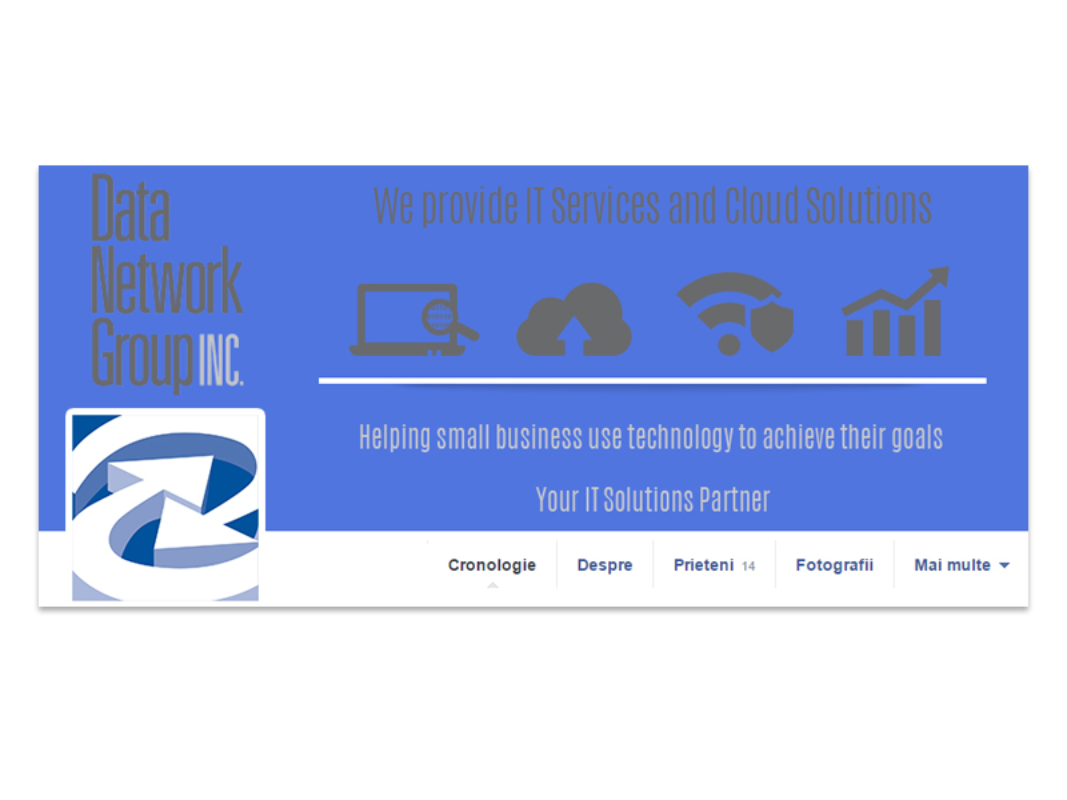 Data
Network
Group INC.
We provide IT Services and Cloud Solutions
Helping small business use technology to achieve their goals
Your IT Solutions Partner
Cronologie Despre Prieteni 14 Fotografii Mai multe